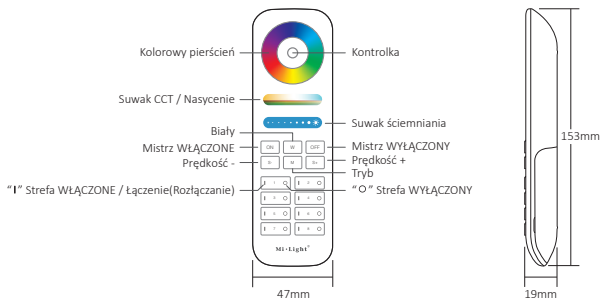 Kolorowy pierścień
Kontrolka
Suwak CCT / Nasycenie
Suwak ściemniania
Biały
Mistrz WŁĄCZONE
Mistrz WYŁĄCZONY
Prędkość -
Prędkość +
Tryb
"I" Strefa WŁĄCZONE / Łączenie(Rozłączanie)
"O" Strefa WYŁĄCZONY
ON W OFF
S- M S+
Mi·Light®
153mm
47mm
19mm